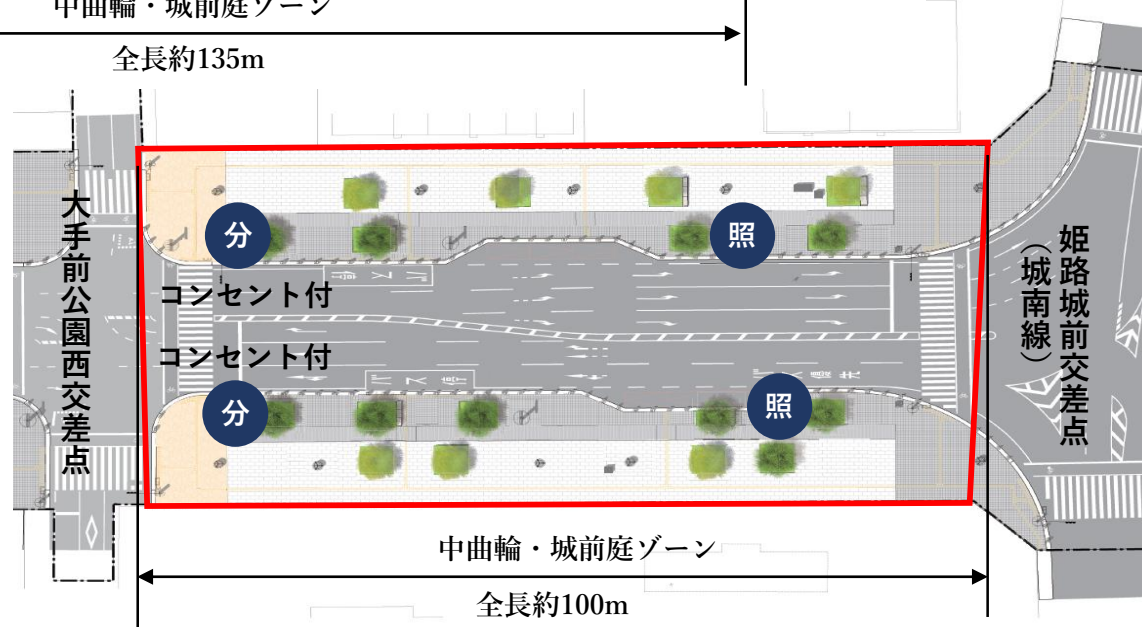 中曲輪・城前庭ゾーン
全長約135m
大手前公園西交差点
分
照
姫路城前交差点
（城南線）
コンセント付
コンセント付
分
照
中曲輪・城前庭ゾーン
全長約100m